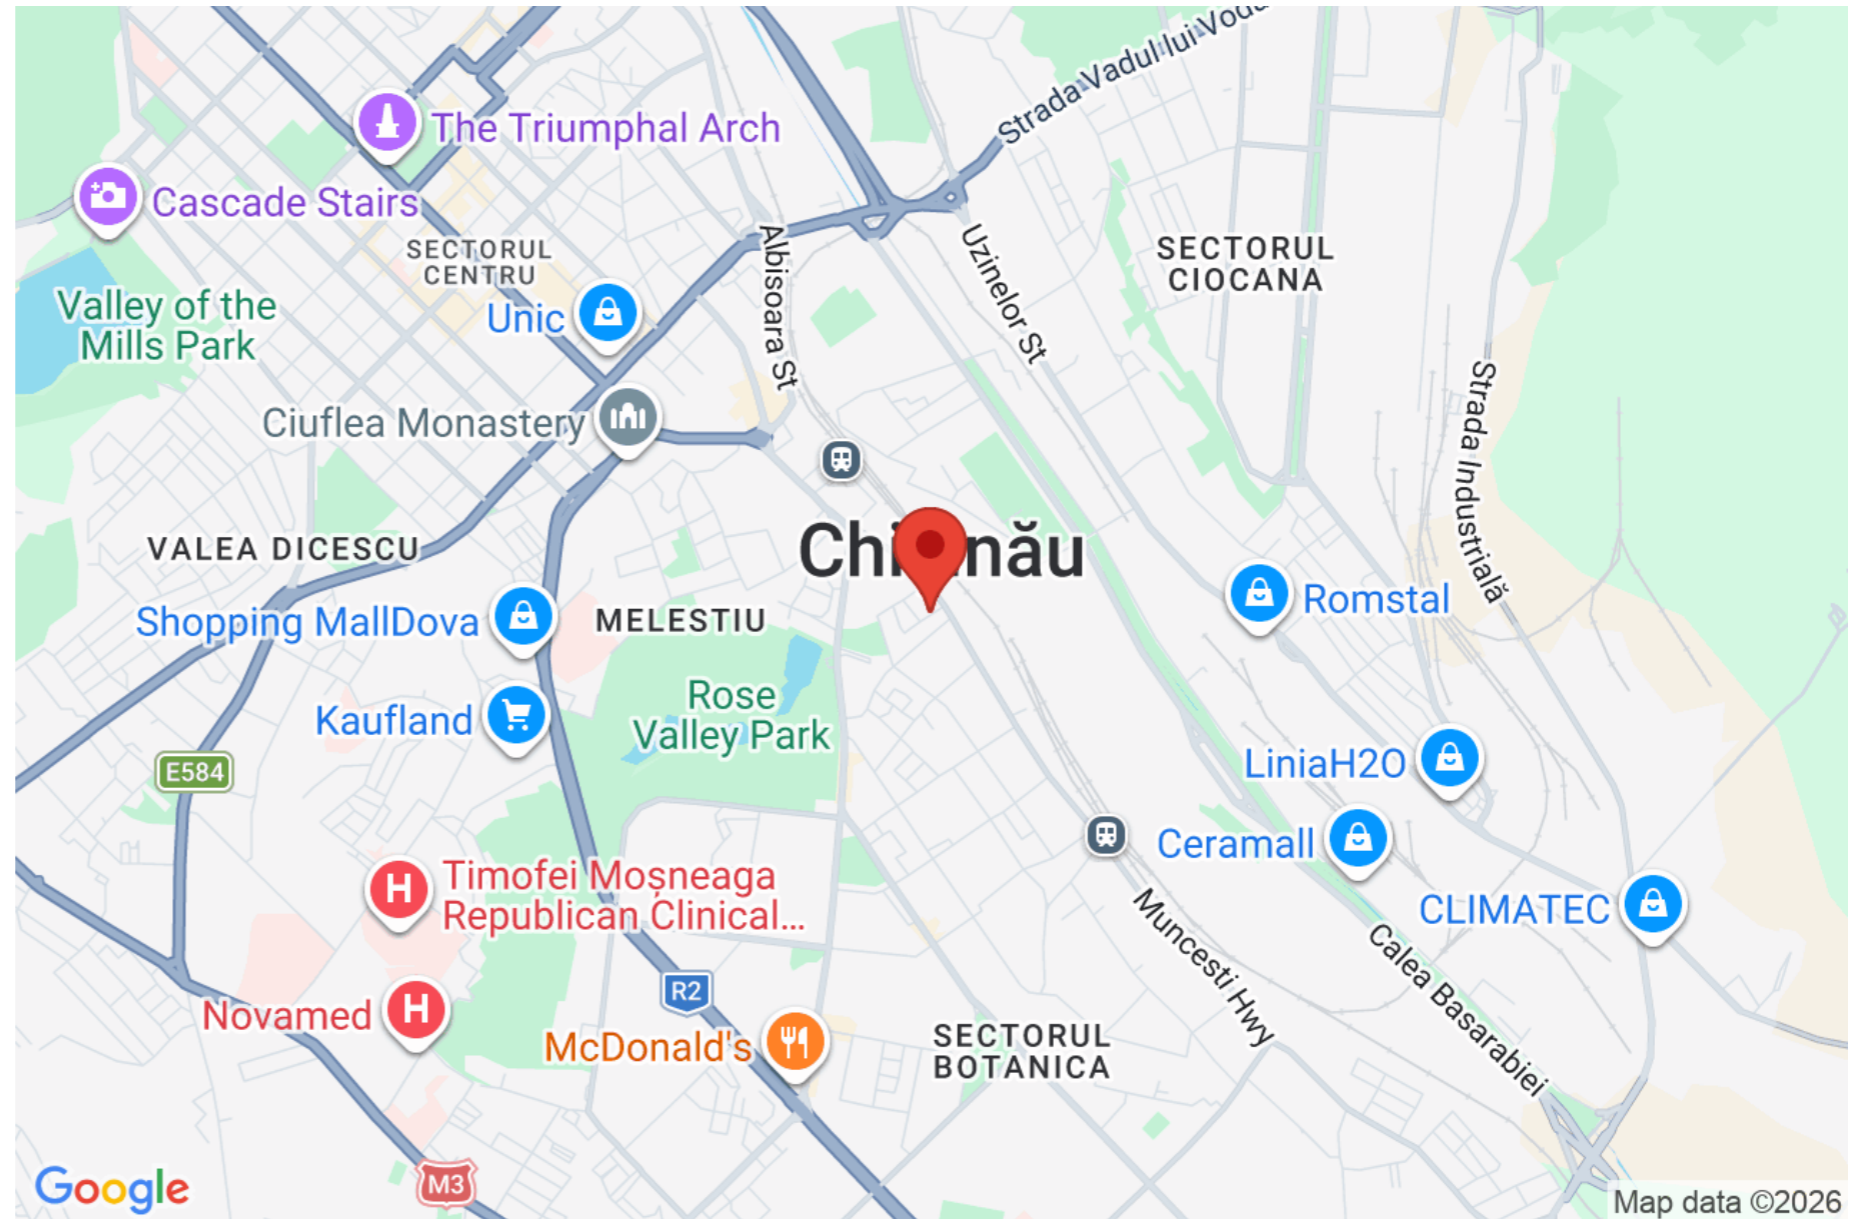 Strada Vadul lui Vodă
The Triumphal Arch
Cascade Stairs
SECTORUL
CENTRU
Albisoara St
Uzinelor St
SECTORUL
CIOCANA
Valley of the
Mills Park
Unic
Strada Industrială
Ciuflea Monastery
VALEA DICESCU
Chi nău
Shopping MallDova
MELESTIU
Romstal
Rose
Valley Park
Kaufland
E584
LiniaH2O
Ceramall
Timofei Moșneaga
Republican Clinical...
CLIMATEC
Muncesti Hwy
Calea Basarabiei
R2
Novamed
McDonald's
SECTORUL
BOTANICA
M3
Google
Map data ©2026